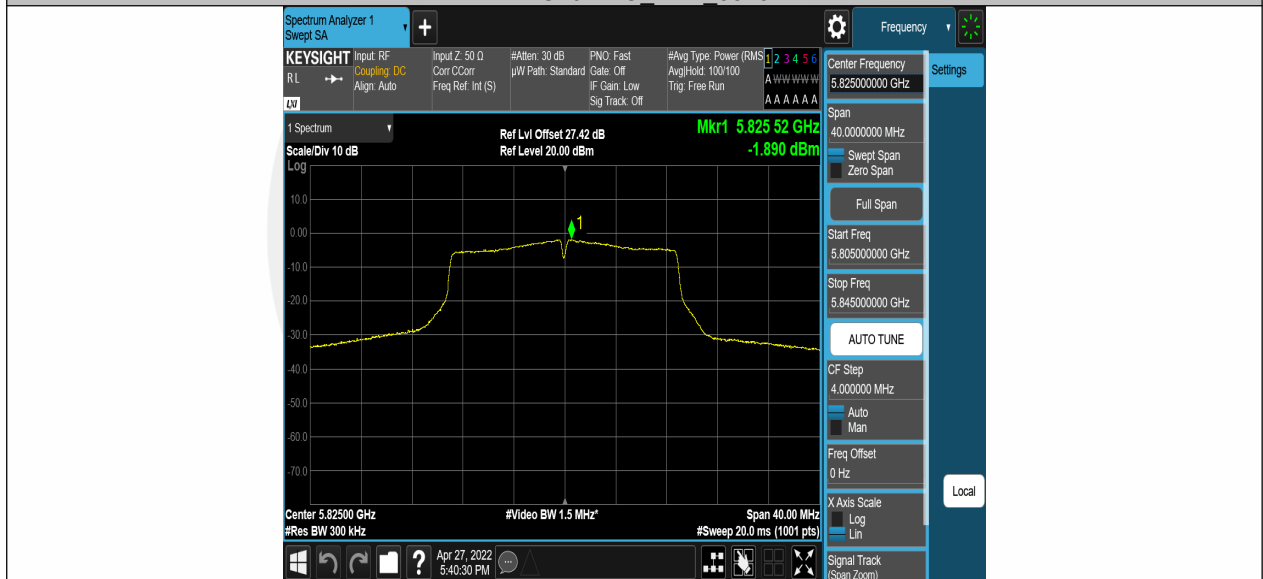 Spectrum Analyzer 1
Swept SA
+
Frequency
KEYSIGHT
RL
LXI
Input: RF
Coupling: DC
Align: Auto
Input Z: 50 Ω
Corr CCorr
Freq Ref: Int (S)
#Atten: 30 dB
µW Path: Standard
PNO: Fast
Gate: Off
IF Gain: Low
Sig Track: Off
#Avg Type: Power (RMS
Avg|Hold: 100/100
Trig: Free Run
1 2 3 4 5 6
A W W W W W
A A A A A A
1 Spectrum
Scale/Div 10 dB
Log
Ref Lvl Offset 27.42 dB
Ref Level 20.00 dBm
Mkr1 5.825 52 GHz
-1.890 dBm
10.0
0.00
-10.0
-20.0
-30.0
-40.0
-50.0
-60.0
-70.0
1
Center 5.82500 GHz
#Res BW 300 kHz
#Video BW 1.5 MHz*
Span 40.00 MHz
#Sweep 20.0 ms (1001 pts)
Center Frequency
5.825000000 GHz
Settings
Span
40.0000000 MHz
Swept Span
Zero Span
Full Span
Start Freq
5.805000000 GHz
Stop Freq
5.845000000 GHz
AUTO TUNE
CF Step
4.000000 MHz
Auto
Man
Freq Offset
0 Hz
X Axis Scale
Log
Lin
Local
Signal Track
(Span Zoom)
?
Apr 27, 2022
5:40:30 PM